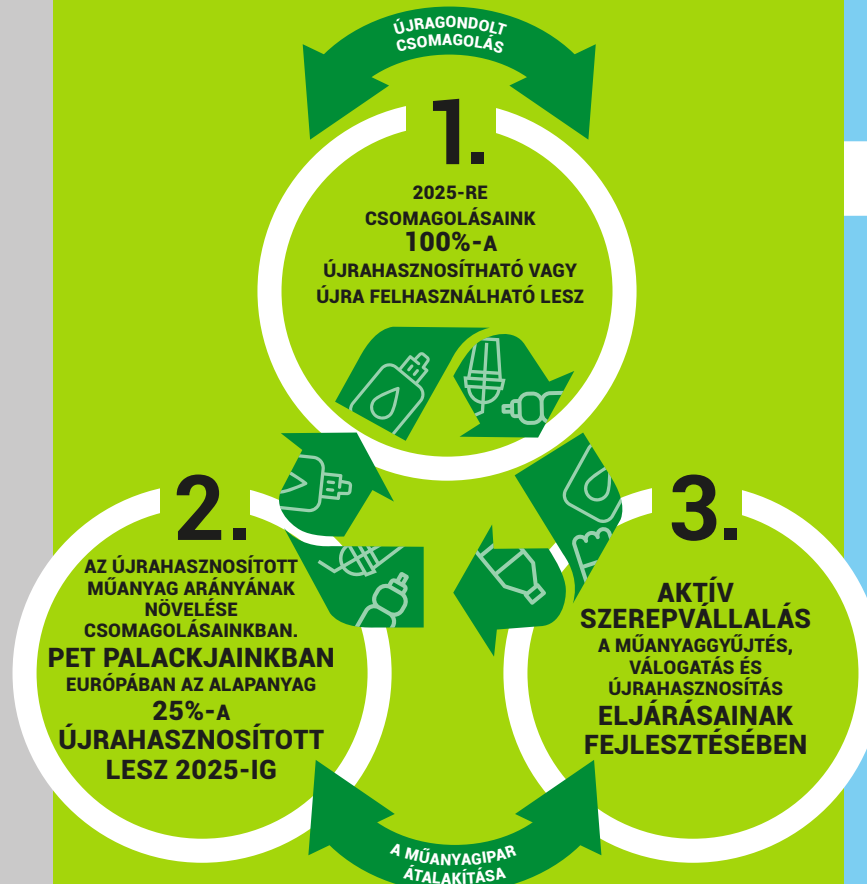 ÚJRAGONDOLT
CSOMAGOLÁS
1.
2025-RE
CSOMAGOLÁSAINK
100%-A
ÚJRAHASZNOSÍTHATÓ VAGY
ÚJRA FELHASZNÁLHATÓ LESZ
2.
AZ ÚJRAHASZNOSÍTOTT
MŰANYAG ARÁNYÁNAK
NÖVELÉSE
CSOMAGOLÁSAINKBAN.
PET PALACKJAINKBAN
EURÓPÁBAN AZ ALAPANYAG
25%-A
ÚJRAHASZNOSÍTOTT
LESZ 2025-IG
3.
AKTÍV
SZEREPVÁLLALÁS
A MŰANYAGGYŰJTÉS,
VÁLOGATÁS ÉS
ÚJRAHASZNOSÍTÁS
ELJÁRÁSAINAK
FEJLESZTÉSÉBEN
A MŰANYAGIPAR
ÁTALAKÍTÁSA